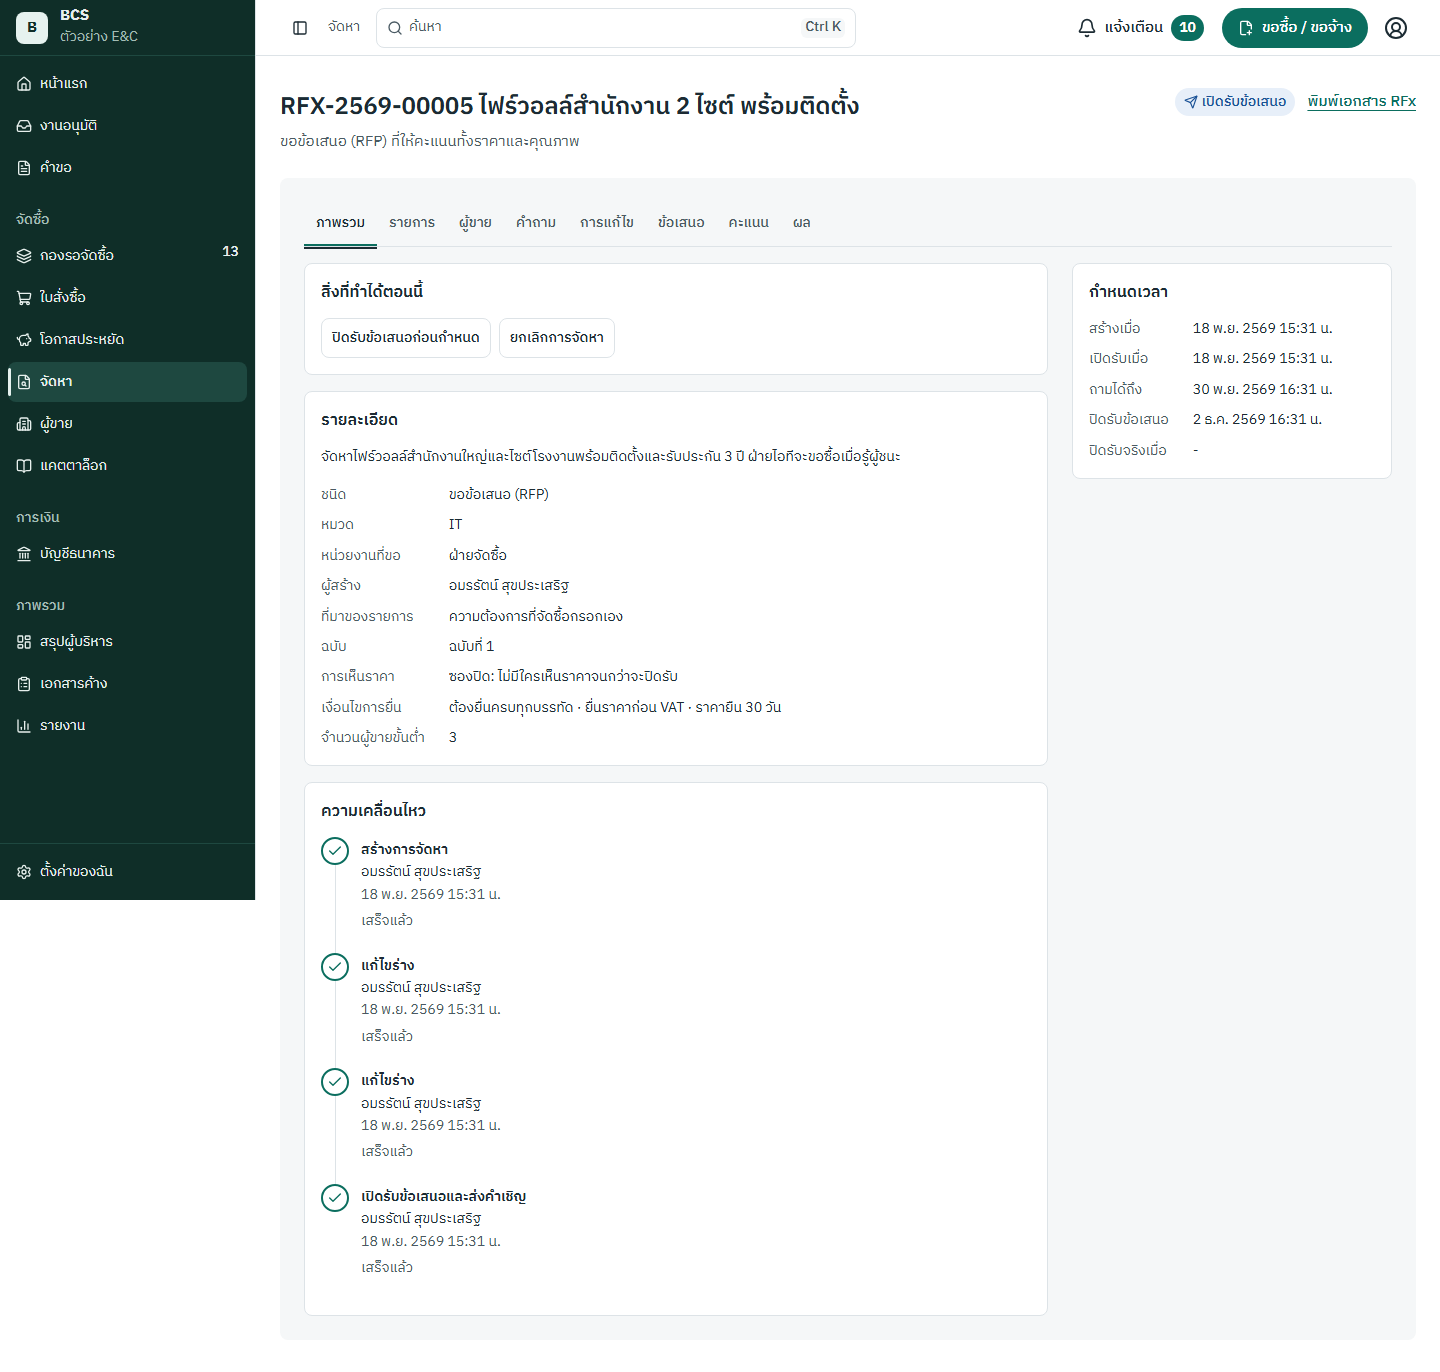 B
BCS
ตัวอย่าง E&C
หน้าแรก
งานอนุมัติ
คำขอ
จัดซื้อ
กองรอจัดซื้อ 13
ใบสั่งซื้อ
โอกาสประหยัด
จัดหา
ผู้ขาย
แคตตาล็อก
การเงิน
บัญชีธนาคาร
ภาพรวม
สรุปผู้บริหาร
เอกสารค้าง
รายงาน
ตั้งค่าของฉัน
จัดหา
ค้นหา
Ctrl K
แจ้งเตือน 10
ขอซื้อ / ขอจ้าง
RFX-2569-00005 ไฟร์วอลล์สำนักงาน 2 ไซต์ พร้อมติดตั้ง
เปิดรับข้อเสนอ
พิมพ์เอกสาร RFx
ขอข้อเสนอ (RFP) ที่ให้คะแนนทั้งราคาและคุณภาพ
ภาพรวม รายการ ผู้ขาย คำถาม การแก้ไข ข้อเสนอ คะแนน ผล
สิ่งที่ทำได้ตอนนี้
ปิดรับข้อเสนอก่อนกำหนด ยกเลิกการจัดหา
รายละเอียด
จัดหาไฟร์วอลล์สำนักงานใหญ่และไซต์โรงงานพร้อมติดตั้งและรับประกัน 3 ปี ฝ่ายไอทีจะขอซื้อเมื่อรู้ผู้ชนะ
ชนิด ขอข้อเสนอ (RFP)
หมวด IT
หน่วยงานที่ขอ ฝ่ายจัดซื้อ
ผู้สร้าง อมรรัตน์ สุขประเสริฐ
ที่มาของรายการ ความต้องการที่จัดซื้อกรอกเอง
ฉบับ ฉบับที่ 1
การเห็นราคา ซองปิด: ไม่มีใครเห็นราคาจนกว่าจะปิดรับ
เงื่อนไขการยื่น ต้องยื่นครบทุกบรรทัด · ยื่นราคาก่อน VAT · ราคายืน 30 วัน
จำนวนผู้ขายขั้นต่ำ 3
ความเคลื่อนไหว
สร้างการจัดหา
อมรรัตน์ สุขประเสริฐ
18 พ.ย. 2569 15:31 น.
เสร็จแล้ว
แก้ไขร่าง
อมรรัตน์ สุขประเสริฐ
18 พ.ย. 2569 15:31 น.
เสร็จแล้ว
แก้ไขร่าง
อมรรัตน์ สุขประเสริฐ
18 พ.ย. 2569 15:31 น.
เสร็จแล้ว
เปิดรับข้อเสนอและส่งคำเชิญ
อมรรัตน์ สุขประเสริฐ
18 พ.ย. 2569 15:31 น.
เสร็จแล้ว
กำหนดเวลา
สร้างเมื่อ 18 พ.ย. 2569 15:31 น.
เปิดรับเมื่อ 18 พ.ย. 2569 15:31 น.
ถามได้ถึง 30 พ.ย. 2569 16:31 น.
ปิดรับข้อเสนอ 2 ธ.ค. 2569 16:31 น.
ปิดรับจริงเมื่อ -